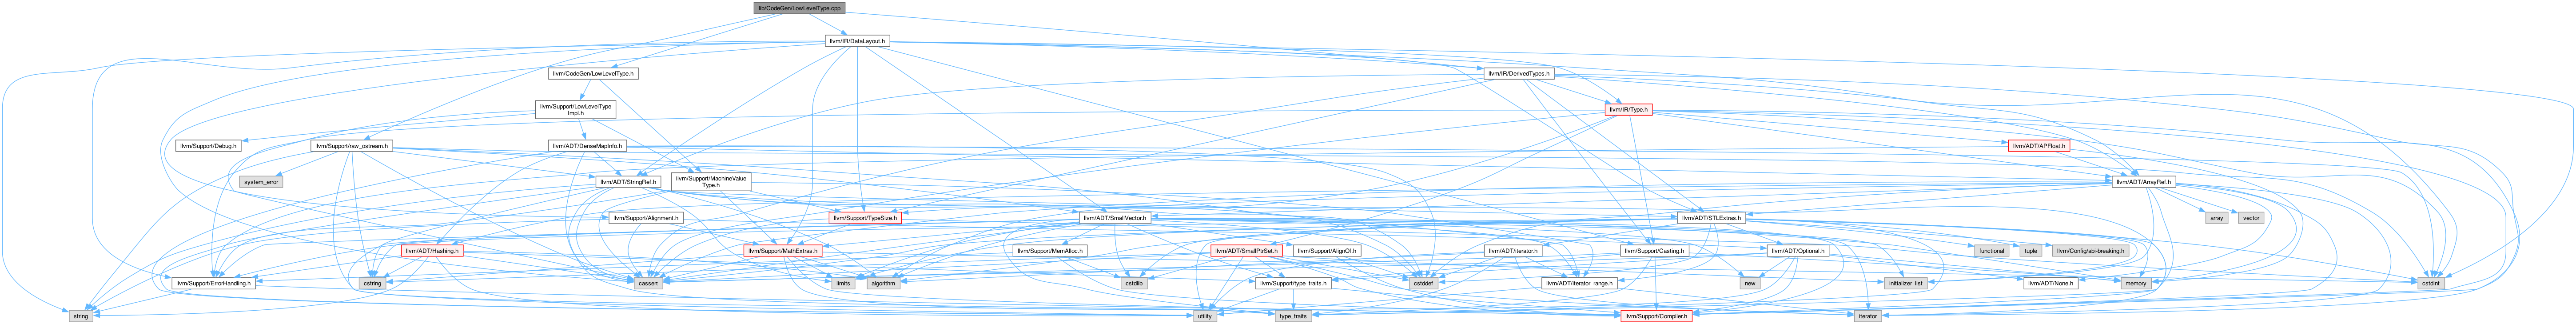 lib/CodeGen/LowLevelType.cpp
llvm/IR/DataLayout.h
llvm/CodeGen/LowLevelType.h
llvm/IR/DerivedTypes.h
llvm/Support/LowLevelType
Impl.h
llvm/IR/Type.h
llvm/Support/Debug.h
llvm/Support/raw_ostream.h
llvm/ADT/DenseMapInfo.h
llvm/ADT/APFloat.h
system_error
llvm/ADT/StringRef.h
llvm/Support/MachineValue
Type.h
llvm/ADT/ArrayRef.h
llvm/Support/Alignment.h
llvm/Support/TypeSize.h
llvm/ADT/SmallVector.h
llvm/ADT/STLExtras.h
array
vector
llvm/ADT/Hashing.h
llvm/Support/MathExtras.h
llvm/Support/MemAlloc.h
llvm/ADT/SmallPtrSet.h
llvm/Support/AlignOf.h
llvm/ADT/iterator.h
llvm/Support/Casting.h
llvm/ADT/Optional.h
functional
tuple
llvm/Config/abi-breaking.h
llvm/Support/ErrorHandling.h
cstring
cassert
limits
algorithm
cstdlib
llvm/Support/type_traits.h
cstddef
llvm/ADT/iterator_range.h
new
initializer_list
llvm/ADT/None.h
memory
cstdint
string
utility
type_traits
llvm/Support/Compiler.h
iterator